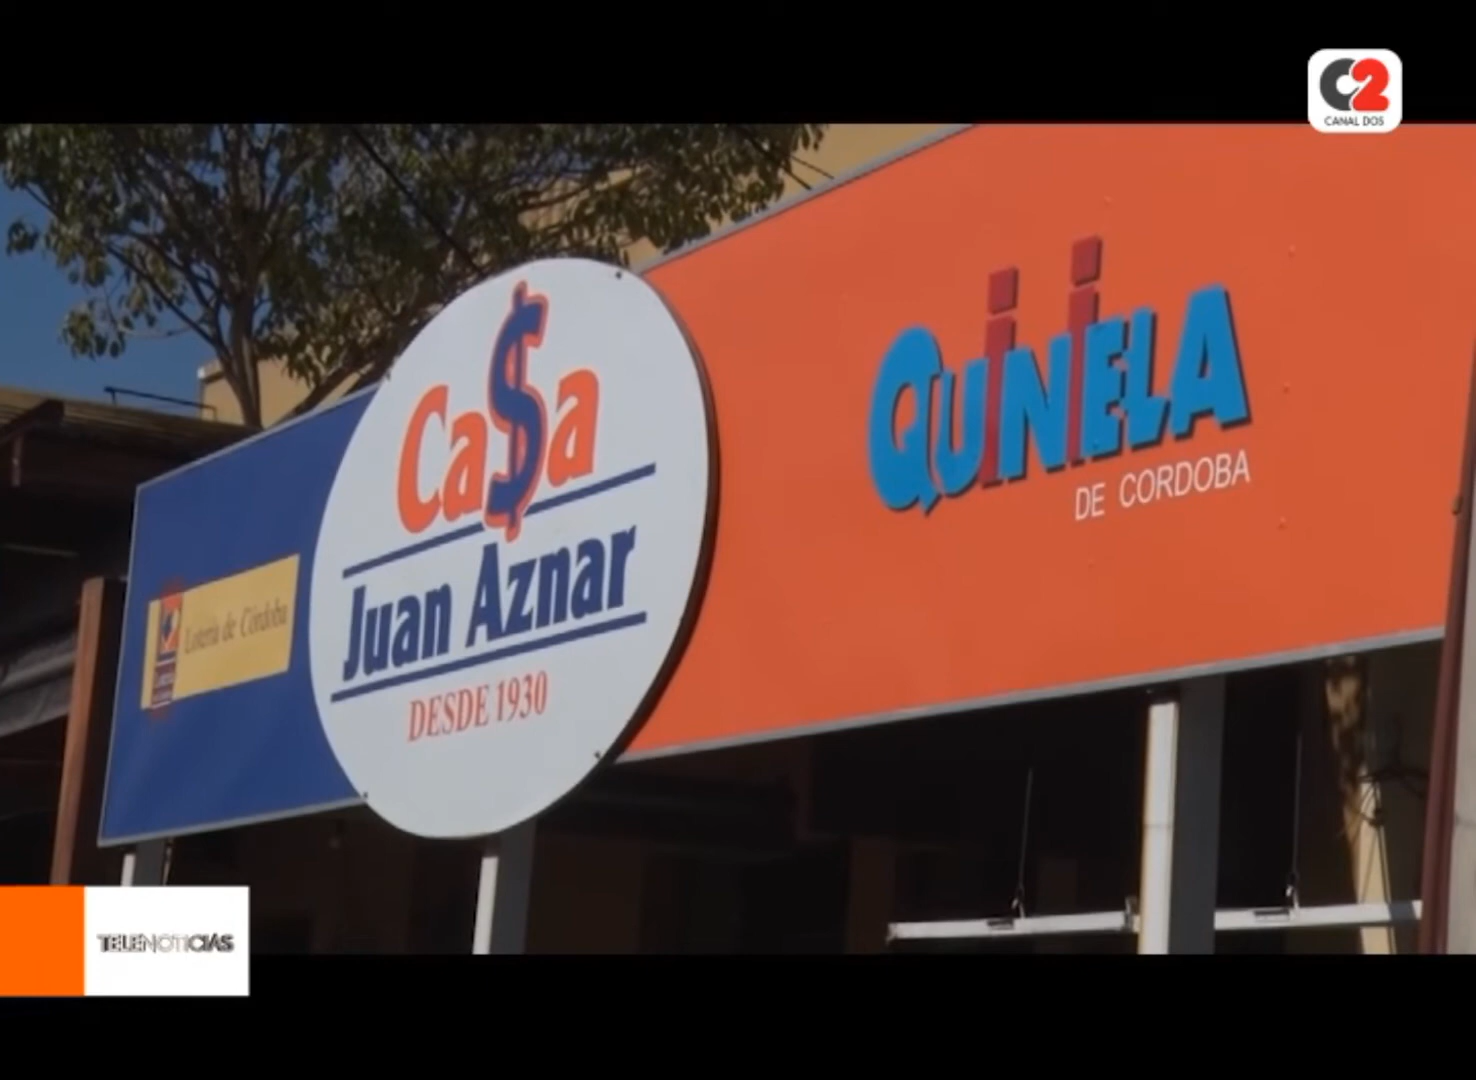 C2
CANAL DOS
Ca$a
Juan Aznar
DESDE 1930
Lotería de Córdoba
QUiNiELA
DE CORDOBA
TELENOTICIAS